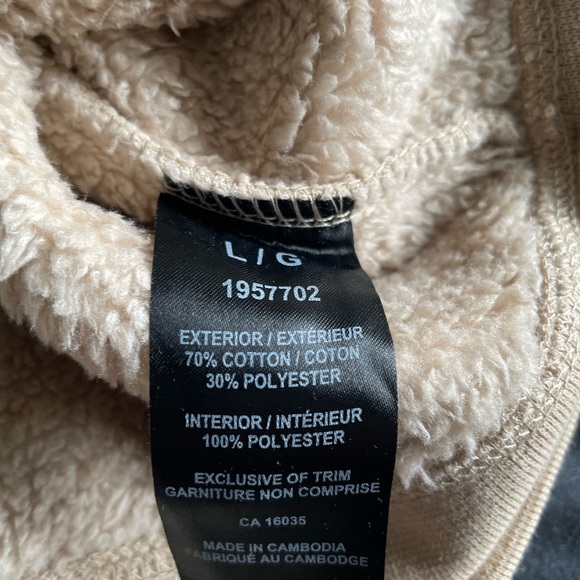 L / G
1957702
EXTERIOR / EXTÉRIEUR
70% COTTON / COTON
30% POLYESTER
INTERIOR / INTÉRIEUR
100% POLYESTER
EXCLUSIVE OF TRIM
GARNITURE NON COMPRISE
CA 16035
MADE IN CAMBODIA
FABRIQUÉ AU CAMBODGE